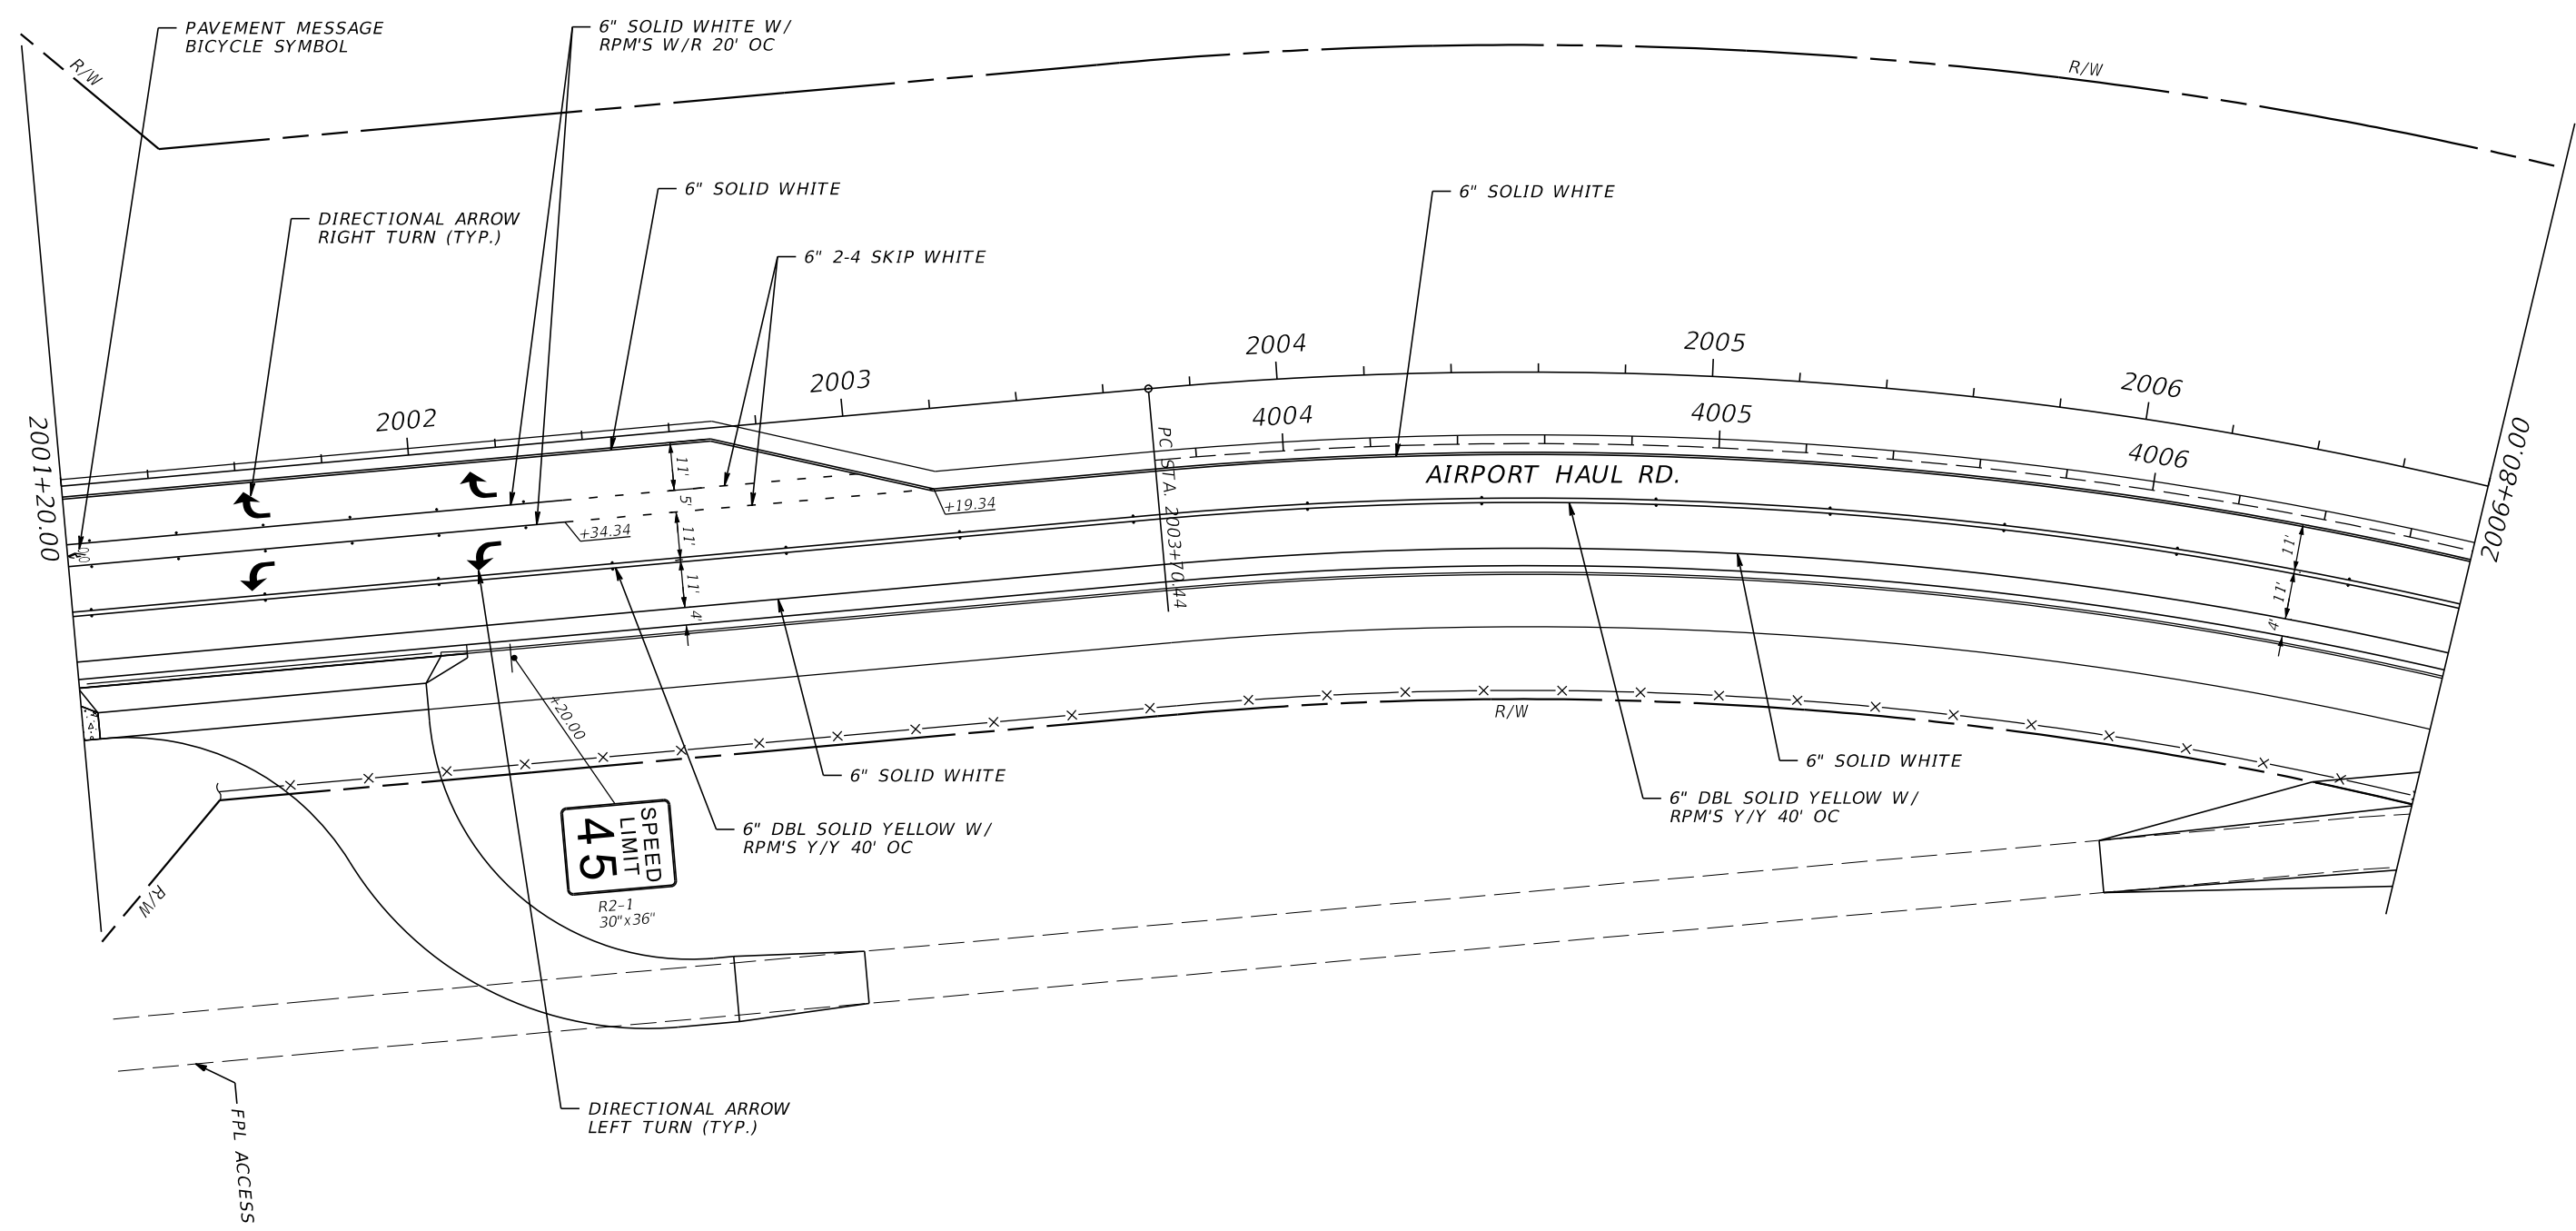 PAVEMENT MESSAGE
BICYCLE SYMBOL
6" SOLID WHITE W/
RPM'S W/R 20' OC
R/W
R/W
6" SOLID WHITE
6" SOLID WHITE
DIRECTIONAL ARROW
RIGHT TURN (TYP.)
6" 2-4 SKIP WHITE
2002
2003
2004
2005
2006
4004
4005
4006
2001+20.00
2006+80.00
PC STA. 2003+70.44
AIRPORT HAUL RD.
11'
5'
11'
11'
4'
+19.34
+34.34
11'
11'
4'
+20.00
R/W
6" SOLID WHITE
6" SOLID WHITE
6" DBL SOLID YELLOW W/
RPM'S Y/Y 40' OC
6" DBL SOLID YELLOW W/
RPM'S Y/Y 40' OC
SPEED
LIMIT
45
R2-1
30"x36"
R/W
DIRECTIONAL ARROW
LEFT TURN (TYP.)
FPL ACCESS